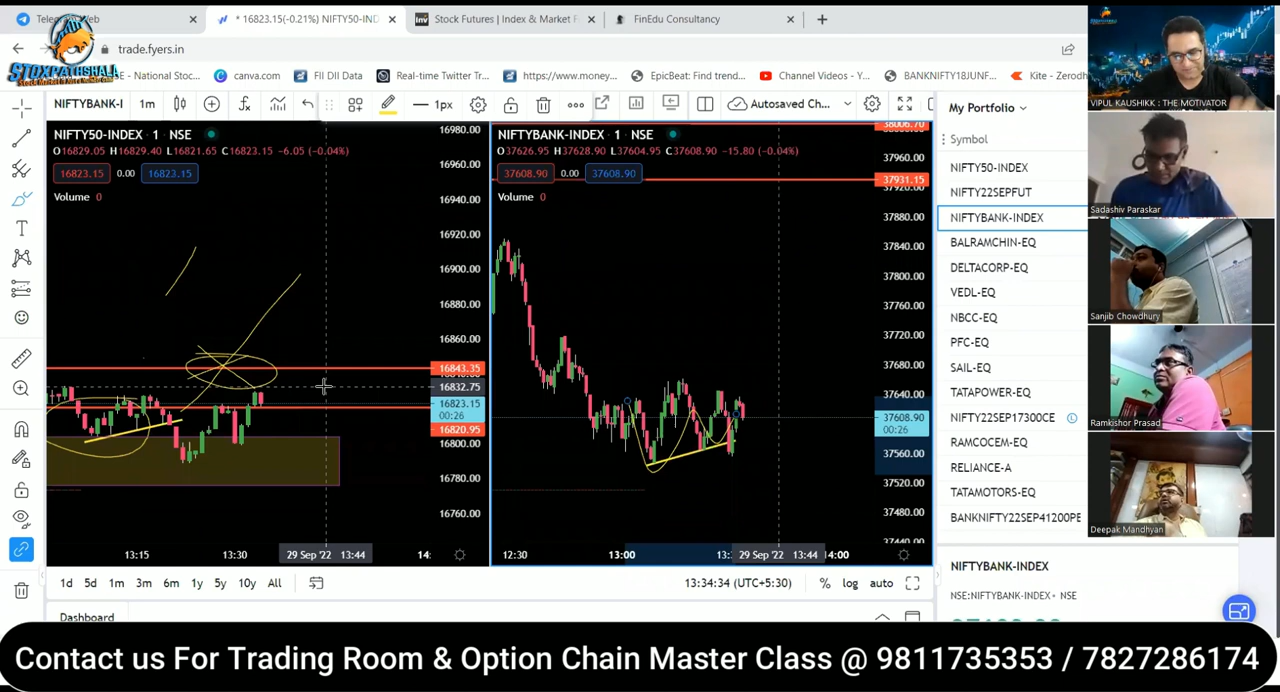 Telegram Web
* 16823.15(-0.21%) NIFTY50-IND
Stock Futures | Index & Market F
FinEdu Consultancy
trade.fyers.in
STOXPATHSHALA
SE - National Stoc...
canva.com
FII DII Data
Real-time Twitter Tr...
https://www.money...
EpicBeat: Find trend...
Channel Videos - Y...
BANKNIFTY18JUNF...
Kite - Zerodh
NIFTYBANK-I
1m
1px
Autosaved Ch...
My Portfolio
NIFTY50-INDEX · 1 · NSE
O16829.05 H16829.40 L16821.65 C16823.15 -6.05 (-0.04%)
16823.15 0.00 16823.15
Volume 0
16980.00
16960.00
16940.00
16920.00
16900.00
16880.00
16860.00
16843.35
16832.75
16823.15
00:26
16820.95
16800.00
16780.00
16760.00
13:15
13:30
29 Sep '22 13:44
14:
NIFTYBANK-INDEX · 1 · NSE
O37626.95 H37628.90 L37604.95 C37608.90 -15.80 (-0.04%)
37608.90 0.00 37608.90
Volume 0
38006.70
37960.00
37931.15
37920.00
37880.00
37840.00
37800.00
37760.00
37720.00
37680.00
37640.00
37608.90
00:26
37560.00
37520.00
37480.00
37440.00
12:30
13:00
13:
29 Sep '22 13:44
14:00
1d 5d 1m 3m 6m 1y 5y 10y All
13:34:34 (UTC+5:30)
% log auto
Dashboard
Symbol
NIFTY50-INDEX
NIFTY22SEPFUT
NIFTYBANK-INDEX
BALRAMCHIN-EQ
DELTACORP-EQ
VEDL-EQ
NBCC-EQ
PFC-EQ
SAIL-EQ
TATAPOWER-EQ
NIFTY22SEP17300CE
RAMCOCEM-EQ
RELIANCE-A
TATAMOTORS-EQ
BANKNIFTY22SEP41200PE
NIFTYBANK-INDEX
NSE:NIFTYBANK-INDEX • NSE
VIPUL KAUSHIKK : THE MOTIVATOR
Sadashiv Paraskar
Sanjib Chowdhury
Ramkishor Prasad
Deepak Mandhyan
Contact us For Trading Room & Option Chain Master Class @ 9811735353 / 7827286174